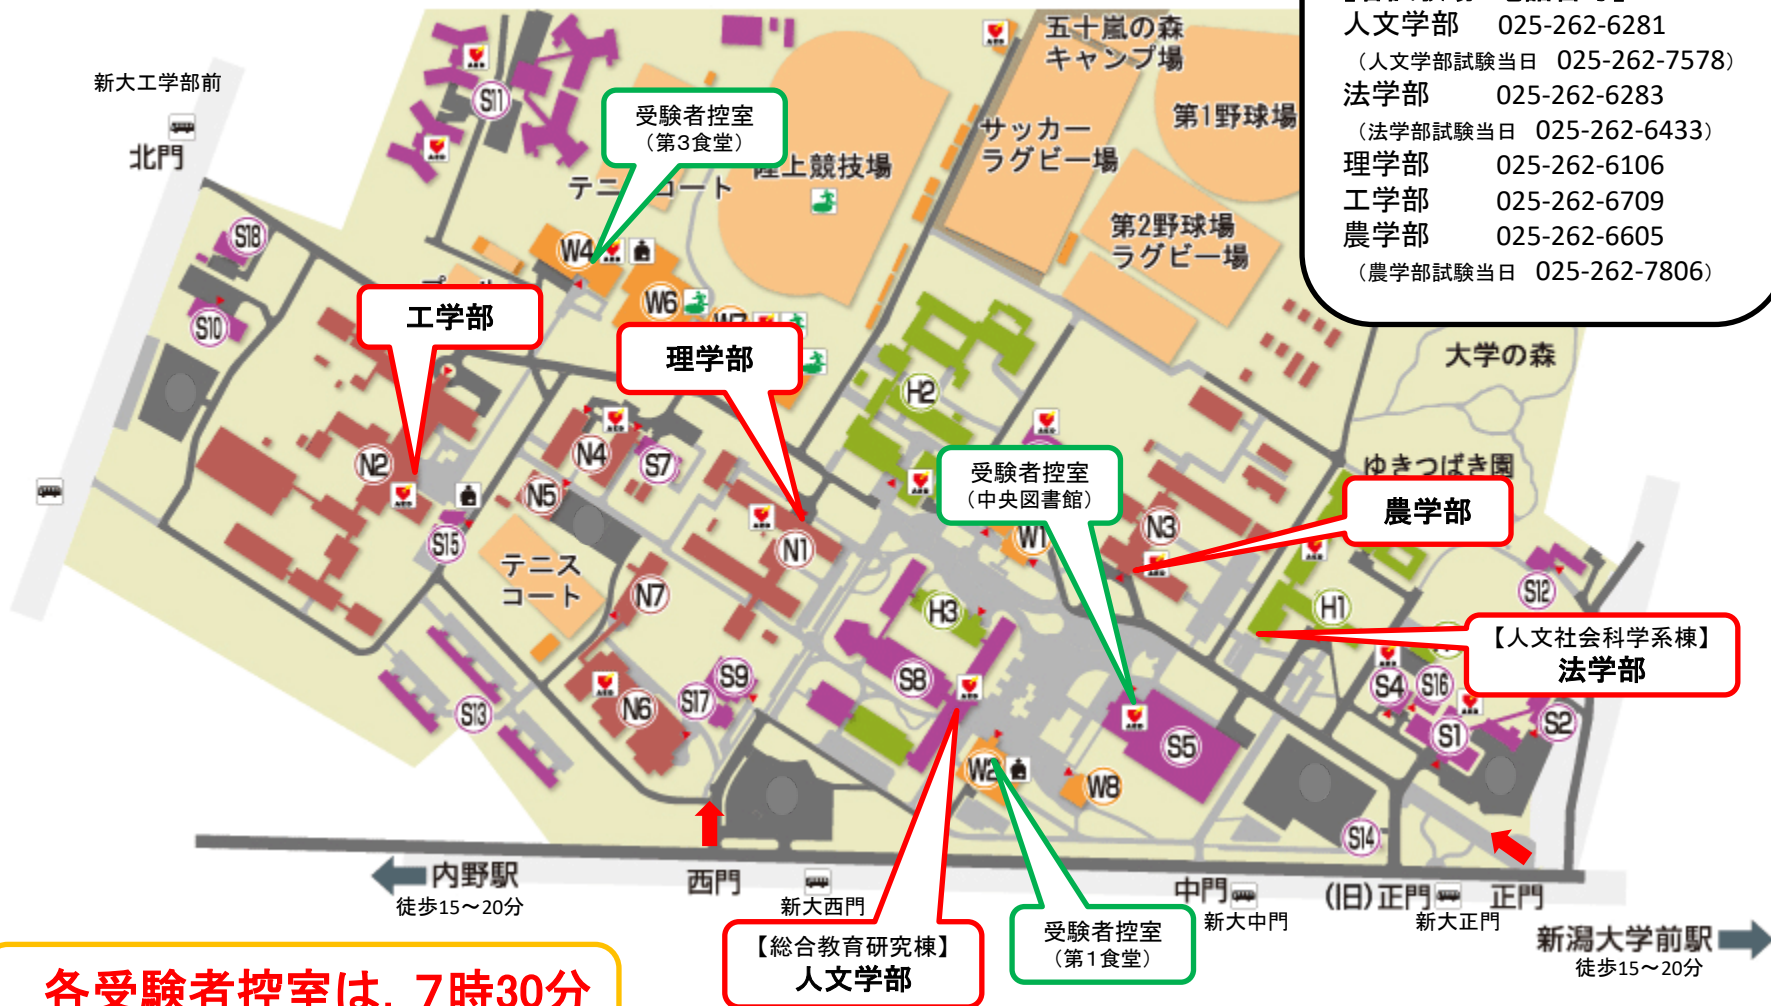 人文学部 025-262-6281
（人文学部試験当日 025-262-7578）
法学部 025-262-6283
（法学部試験当日 025-262-6433）
理学部 025-262-6106
工学部 025-262-6709
農学部 025-262-6605
（農学部試験当日 025-262-7806）
五十嵐の森
キャンプ場
新大工学部前
北門
S11
受験者控室
（第3食堂）
サッカー
ラグビー場
第1野球場
陸上競技場
テニスコート
第2野球場
ラグビー場
S18
W4
W6
W7
S10
工学部
理学部
大学の森
H2
N2
N4
S7
N5
受験者控室
（中央図書館）
ゆきつばき園
農学部
S15
N1
W1
N3
テニス
コート
N7
H3
H1
S12
【人文社会科学系棟】
法学部
S9
S8
S17
N6
S13
S4
S16
S1
S2
S5
W2
W8
S14
内野駅
徒歩15～20分
西門
新大西門
中門
新大中門
(旧)正門
新大正門
正門
新潟大学前駅
徒歩15～20分
【総合教育研究棟】
人文学部
受験者控室
（第1食堂）
各受験者控室は，7時30分